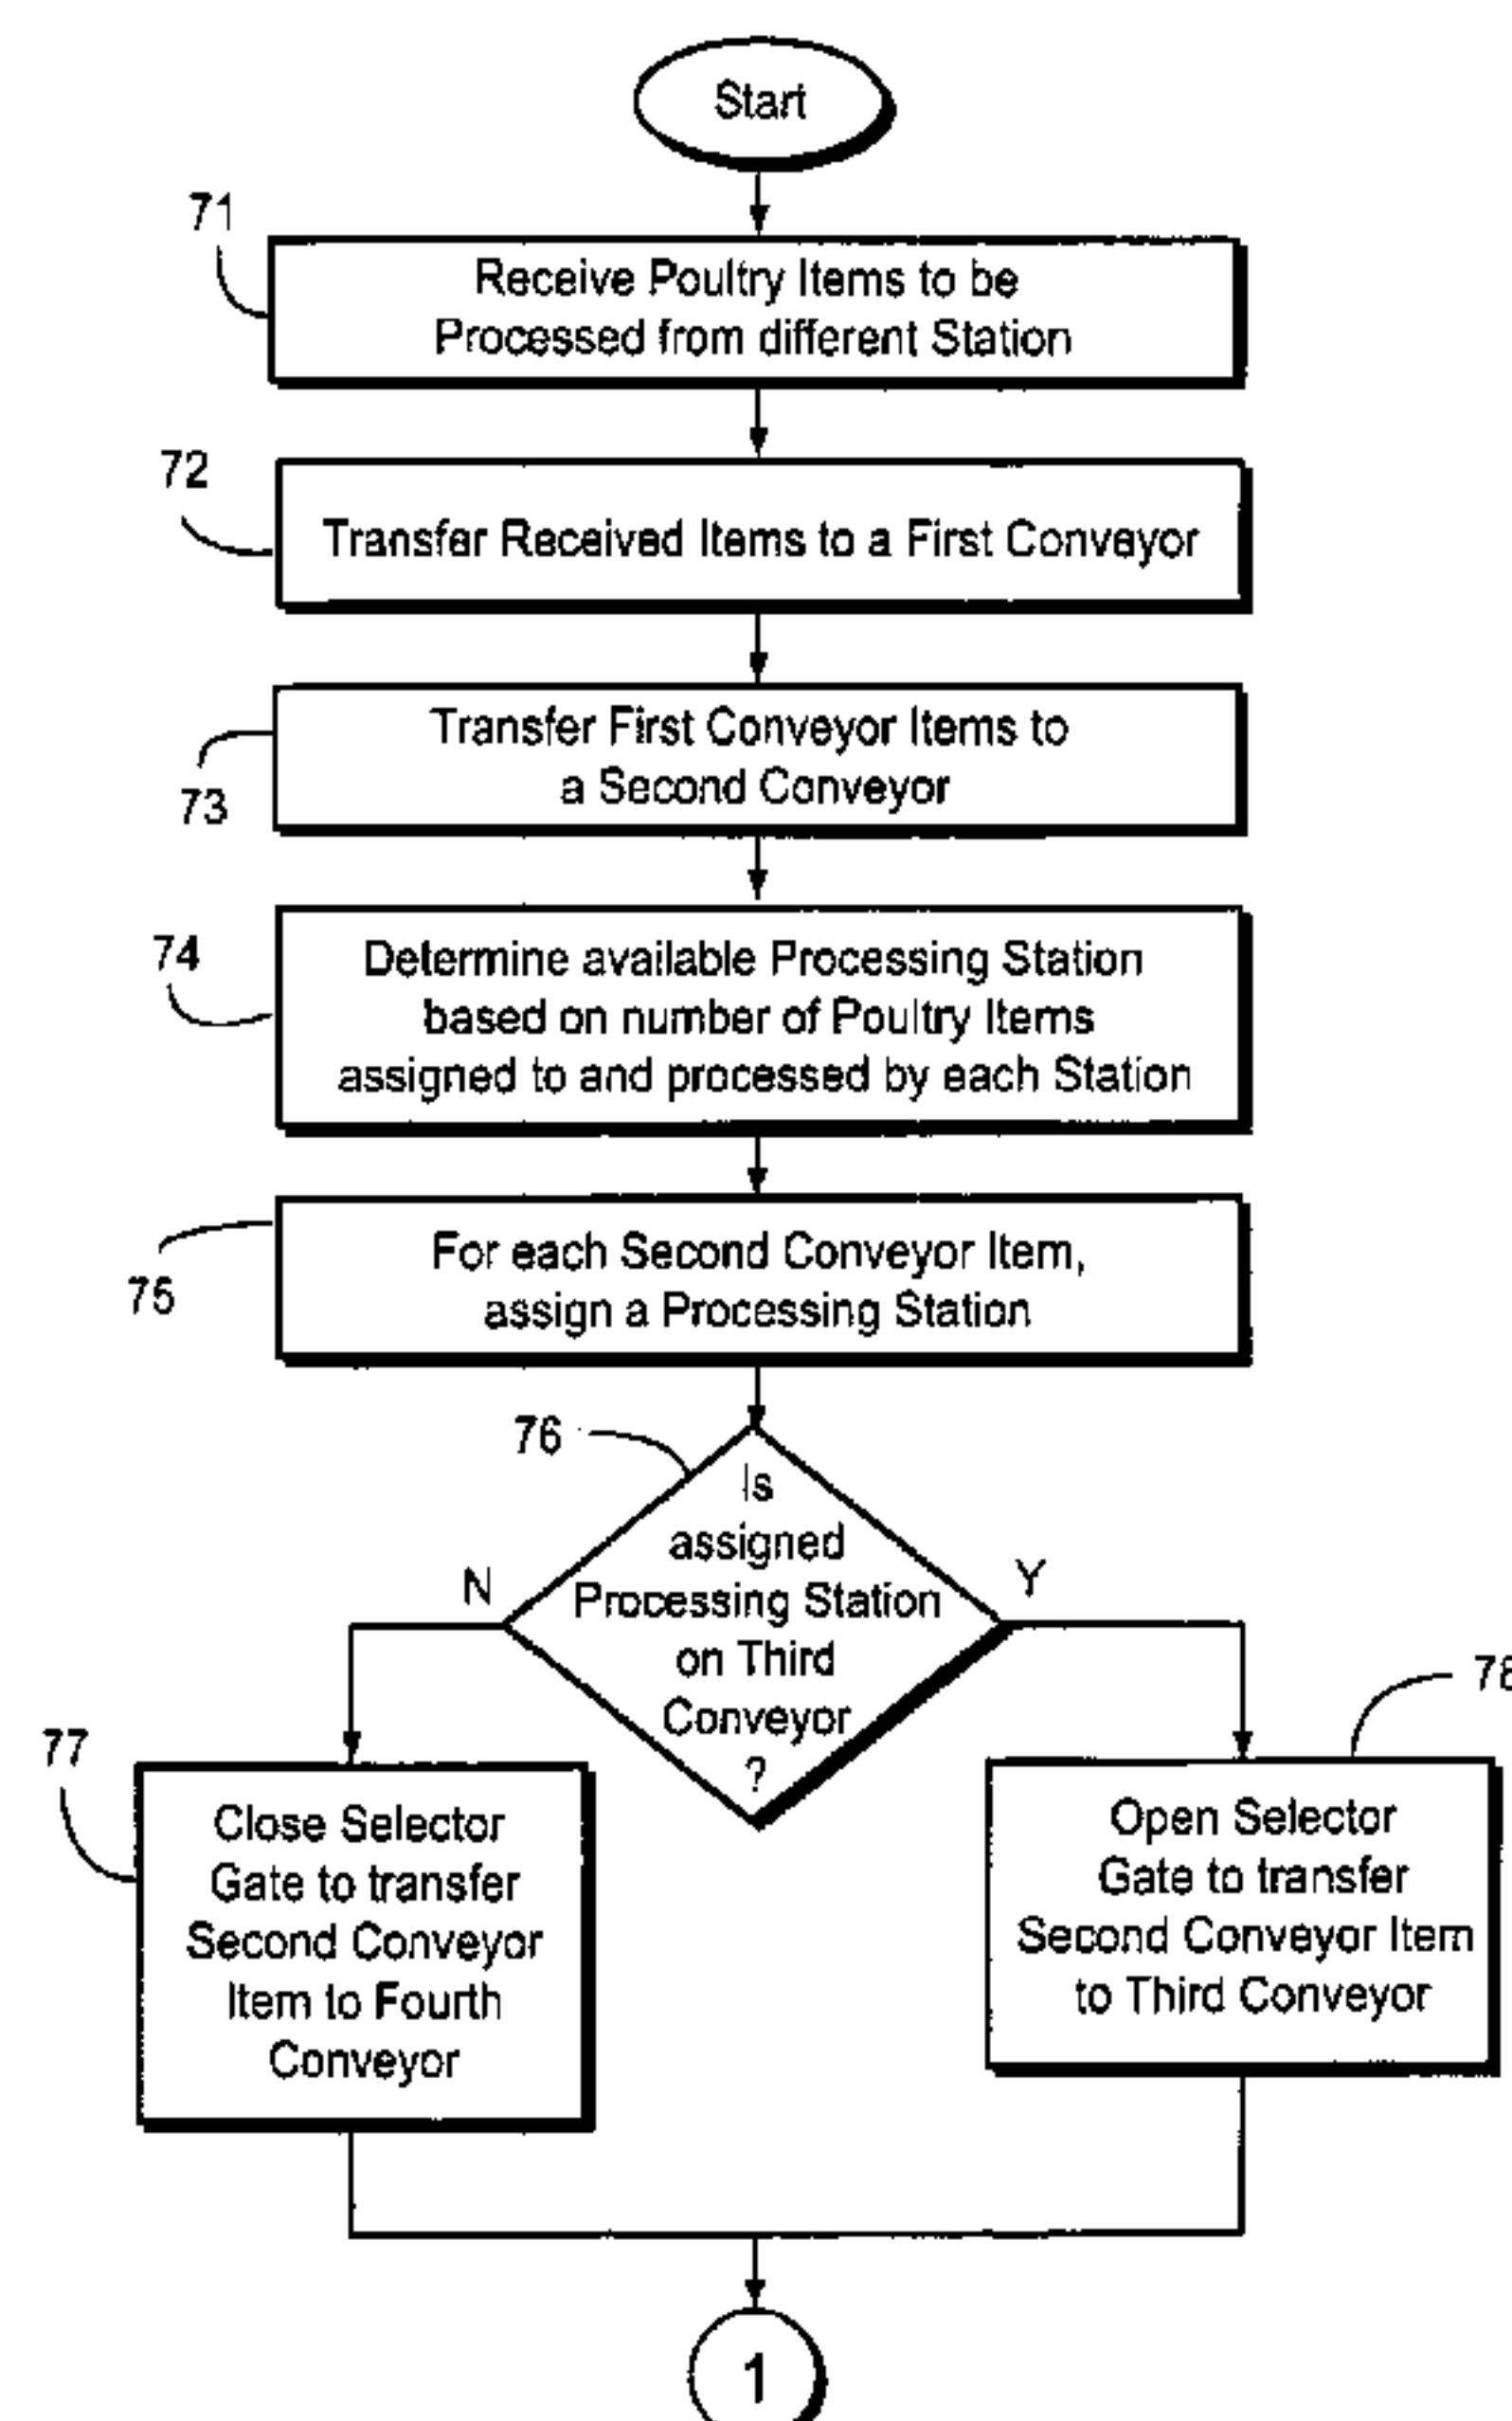 Start
71
Receive Poultry Items to be
Processed from different Station
72
Transfer Received Items to a First Conveyor
Transfer First Conveyor Items to
a Second Conveyor
73
74
Determine available Processing Station
based on number of Poultry Items
assigned to and processed by each Station
For each Second Conveyor Item,
assign a Processing Station
75
76
Is
assigned
Processing Station
on Third
Conveyor
?
N
Y
77
Close Selector
Gate to transfer
Second Conveyor
Item to Fourth
Conveyor
78
Open Selector
Gate to transfer
Second Conveyor Item
to Third Conveyor
1